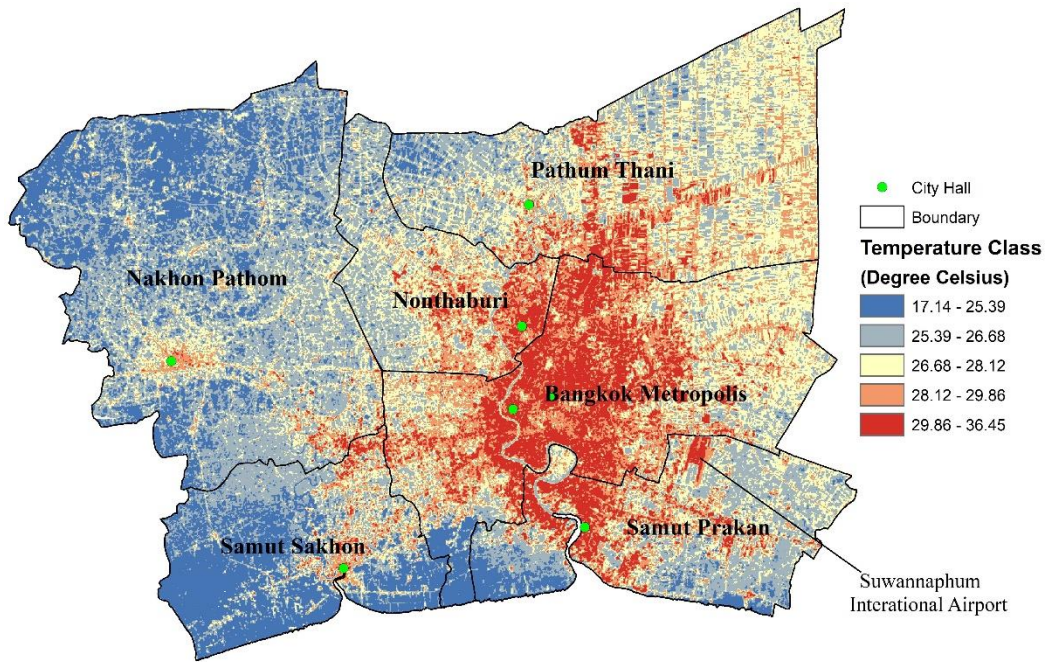 Pathum Thani
Nakhon Pathom
Nonthaburi
Bangkok Metropolis
Samut Sakhon
Samut Prakan
Suwannaphum
Interational Airport
City Hall
Boundary
Temperature Class
(Degree Celsius)
17.14 - 25.39
25.39 - 26.68
26.68 - 28.12
28.12 - 29.86
29.86 - 36.45